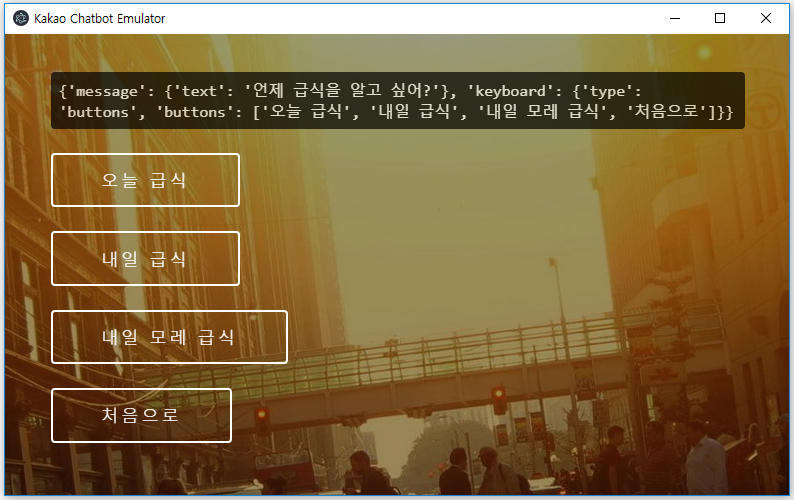 Kakao Chatbot Emulator
{'message': {'text': '언제 급식을 알고 싶어?'}, 'keyboard': {'type':
'buttons', 'buttons': ['오늘 급식', '내일 급식', '내일 모레 급식', '처음으로']}}
오늘 급식
내일 급식
내일 모레 급식
처음으로